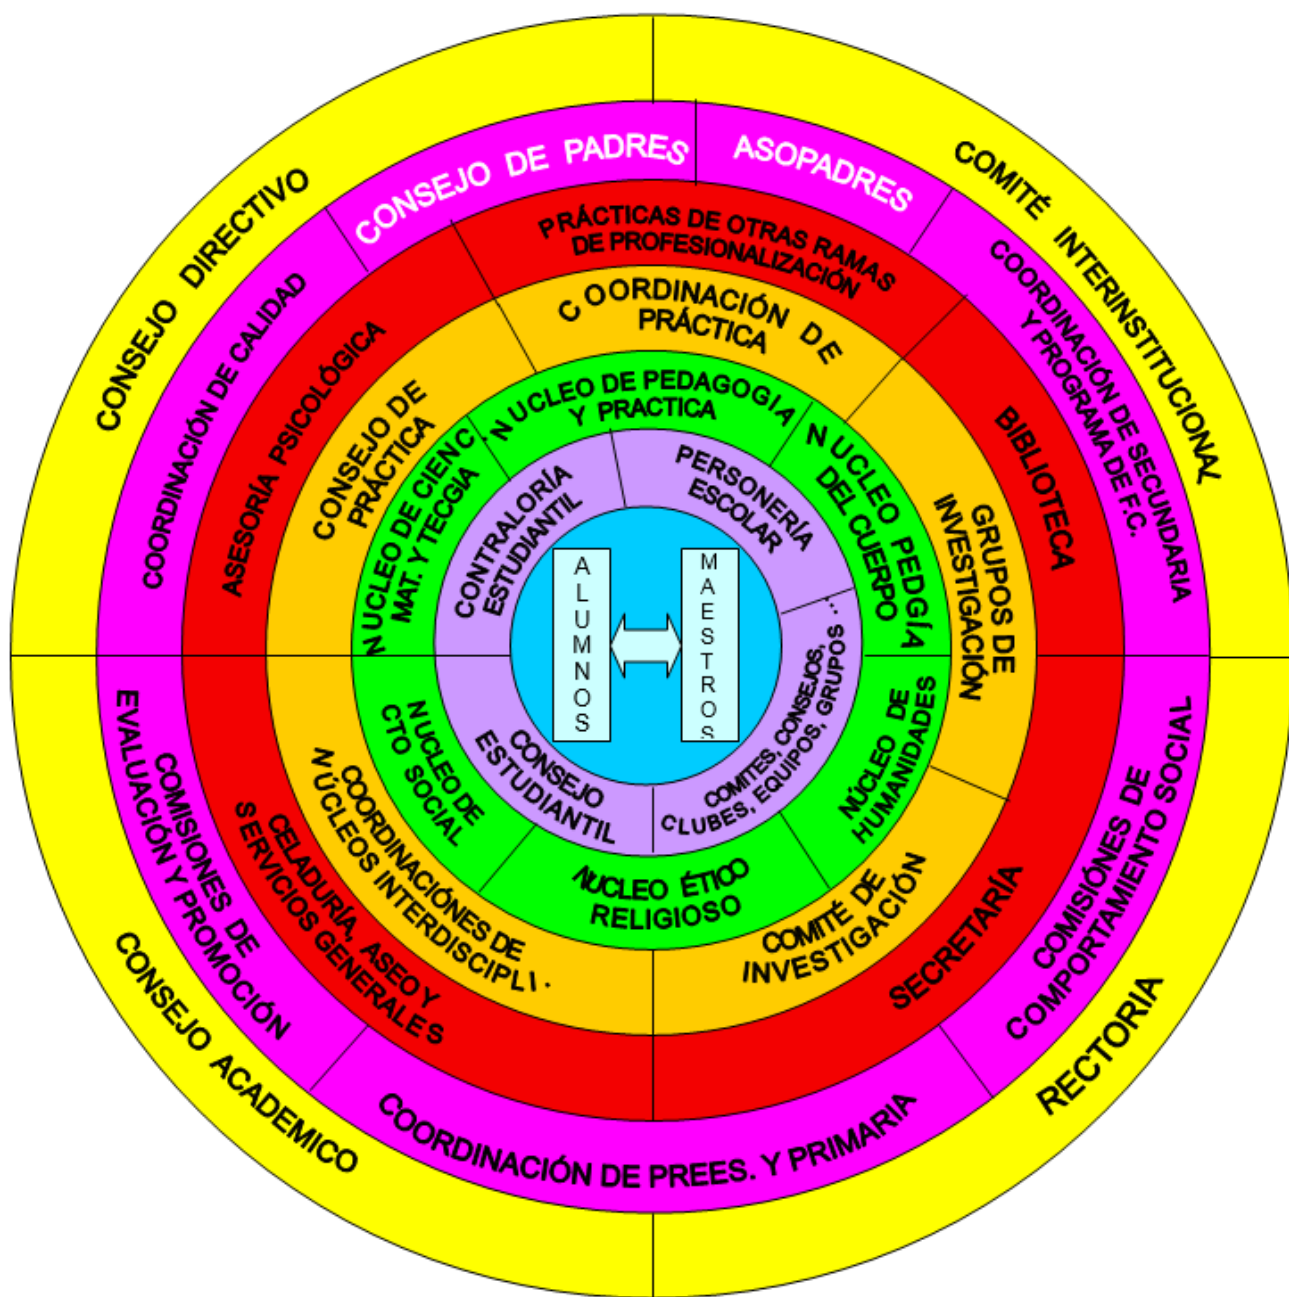 CONSEJO DIRECTIVO
COMITÉ INTERINSTITUCIONAL
RECTORIA
CONSEJO ACADEMICO
CONSEJO DE PADRES
ASOPADRES
COORDINACIÓN DE SECUNDARIA
Y PROGRAMA DE F.C.
COMISIÓNES DE
COMPORTAMIENTO SOCIAL
COORDINACIÓN DE PREES. Y PRIMARIA
COMISIONES DE
EVALUACIÓN Y PROMOCIÓN
COORDINACIÓN DE CALIDAD
PRÁCTICAS DE OTRAS RAMAS
DE PROFESIONALIZACIÓN
BIBLIOTECA
SECRETARÍA
CELADURÍA, ASEO Y
SERVICIOS GENERALES
ASESORÍA PSICOLÓGICA
COORDINACIÓN DE
PRÁCTICA
GRUPOS DE
INVESTIGACIÓN
COMITÉ DE
INVESTIGACIÓN
COORDINACIÓNES DE
NÚCLEOS INTERDISCIPLI.
CONSEJO DE
PRÁCTICA
NUCLEO DE PEDAGOGIA
Y PRACTICA
NUCLEO PEDGÍA
DEL CUERPO
NÚCLEO DE
HUMANIDADES
NUCLEO ÉTICO
RELIGIOSO
NUCLEO DE
CTO SOCIAL
NUCLEO DE CIENC.
MAT. Y TECGIA
CONTRALORÍA
ESTUDIANTIL
PERSONERÍA
ESCOLAR
COMITES, CONSEJOS,
CLUBES, EQUIPOS, GRUPOS ...
CONSEJO
ESTUDIANTIL
ALUMNOS
MAESTROS